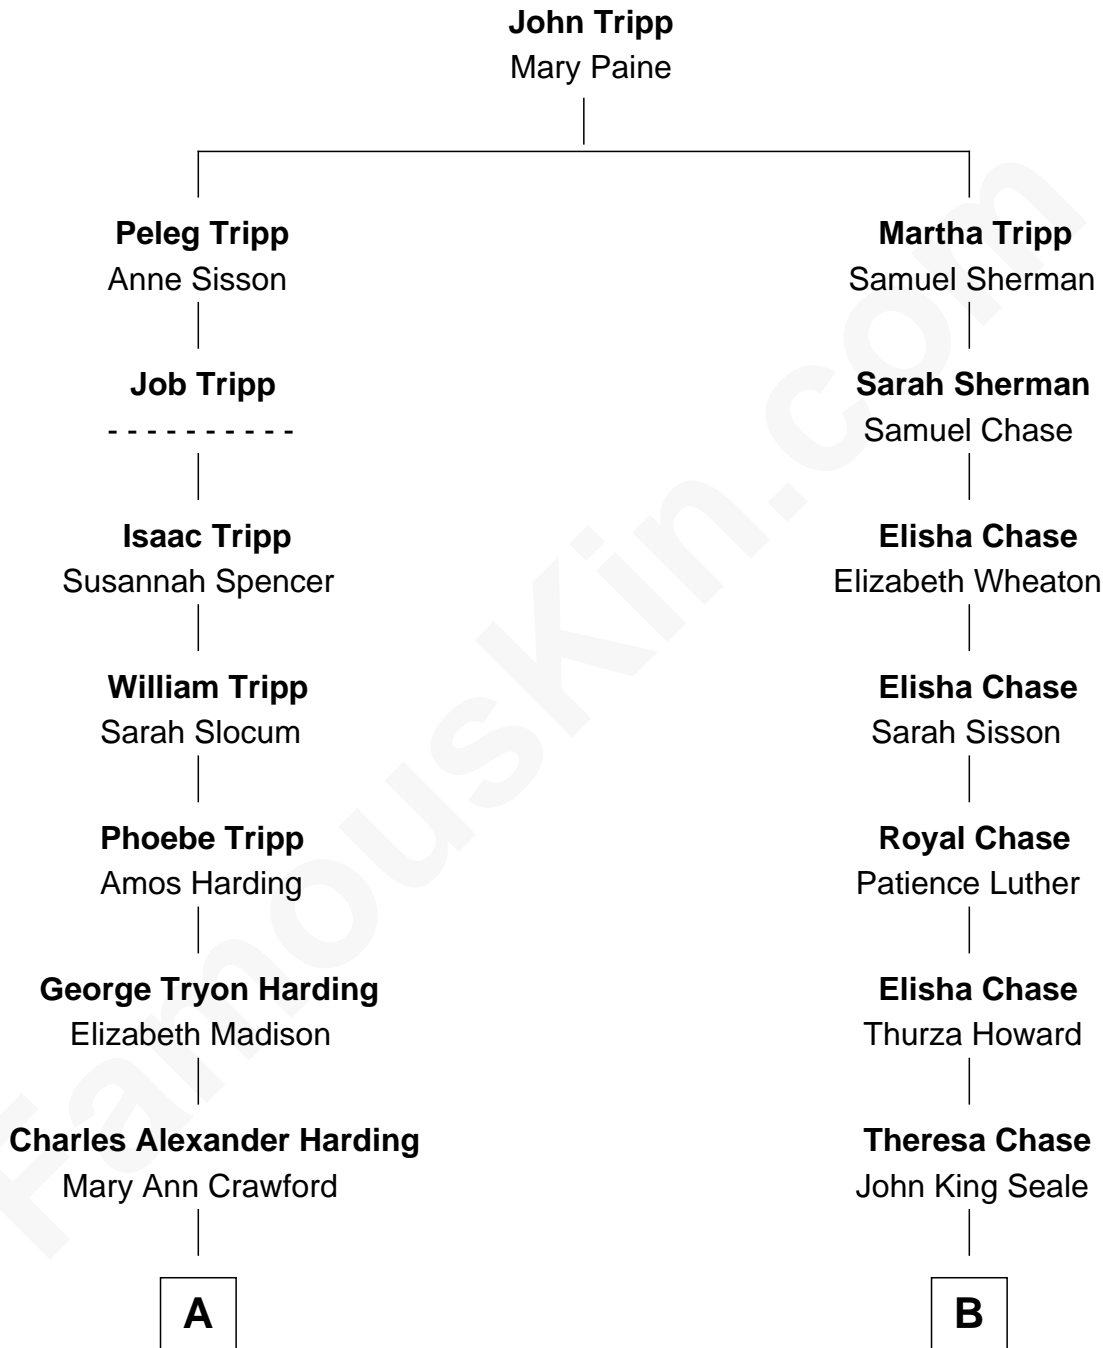 John Tripp
Mary Paine
Peleg Tripp
Anne Sisson
Martha Tripp
Samuel Sherman
Job Tripp
- - - - - - - - - -
Sarah Sherman
Samuel Chase
Isaac Tripp
Susannah Spencer
Elisha Chase
Elizabeth Wheaton
William Tripp
Sarah Slocum
Elisha Chase
Sarah Sisson
Phoebe Tripp
Amos Harding
Royal Chase
Patience Luther
George Tryon Harding
Elizabeth Madison
Elisha Chase
Thurza Howard
Charles Alexander Harding
Mary Ann Crawford
Theresa Chase
John King Seale
A
B
FamousKin.com